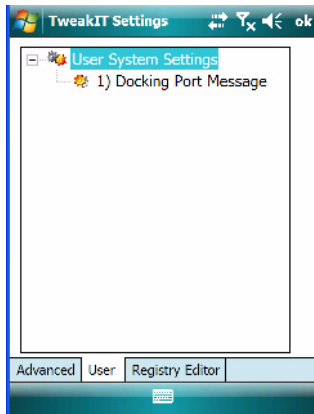 TweakIT Settings ok
User System Settings
1) Docking Port Message
Advanced User Registry Editor